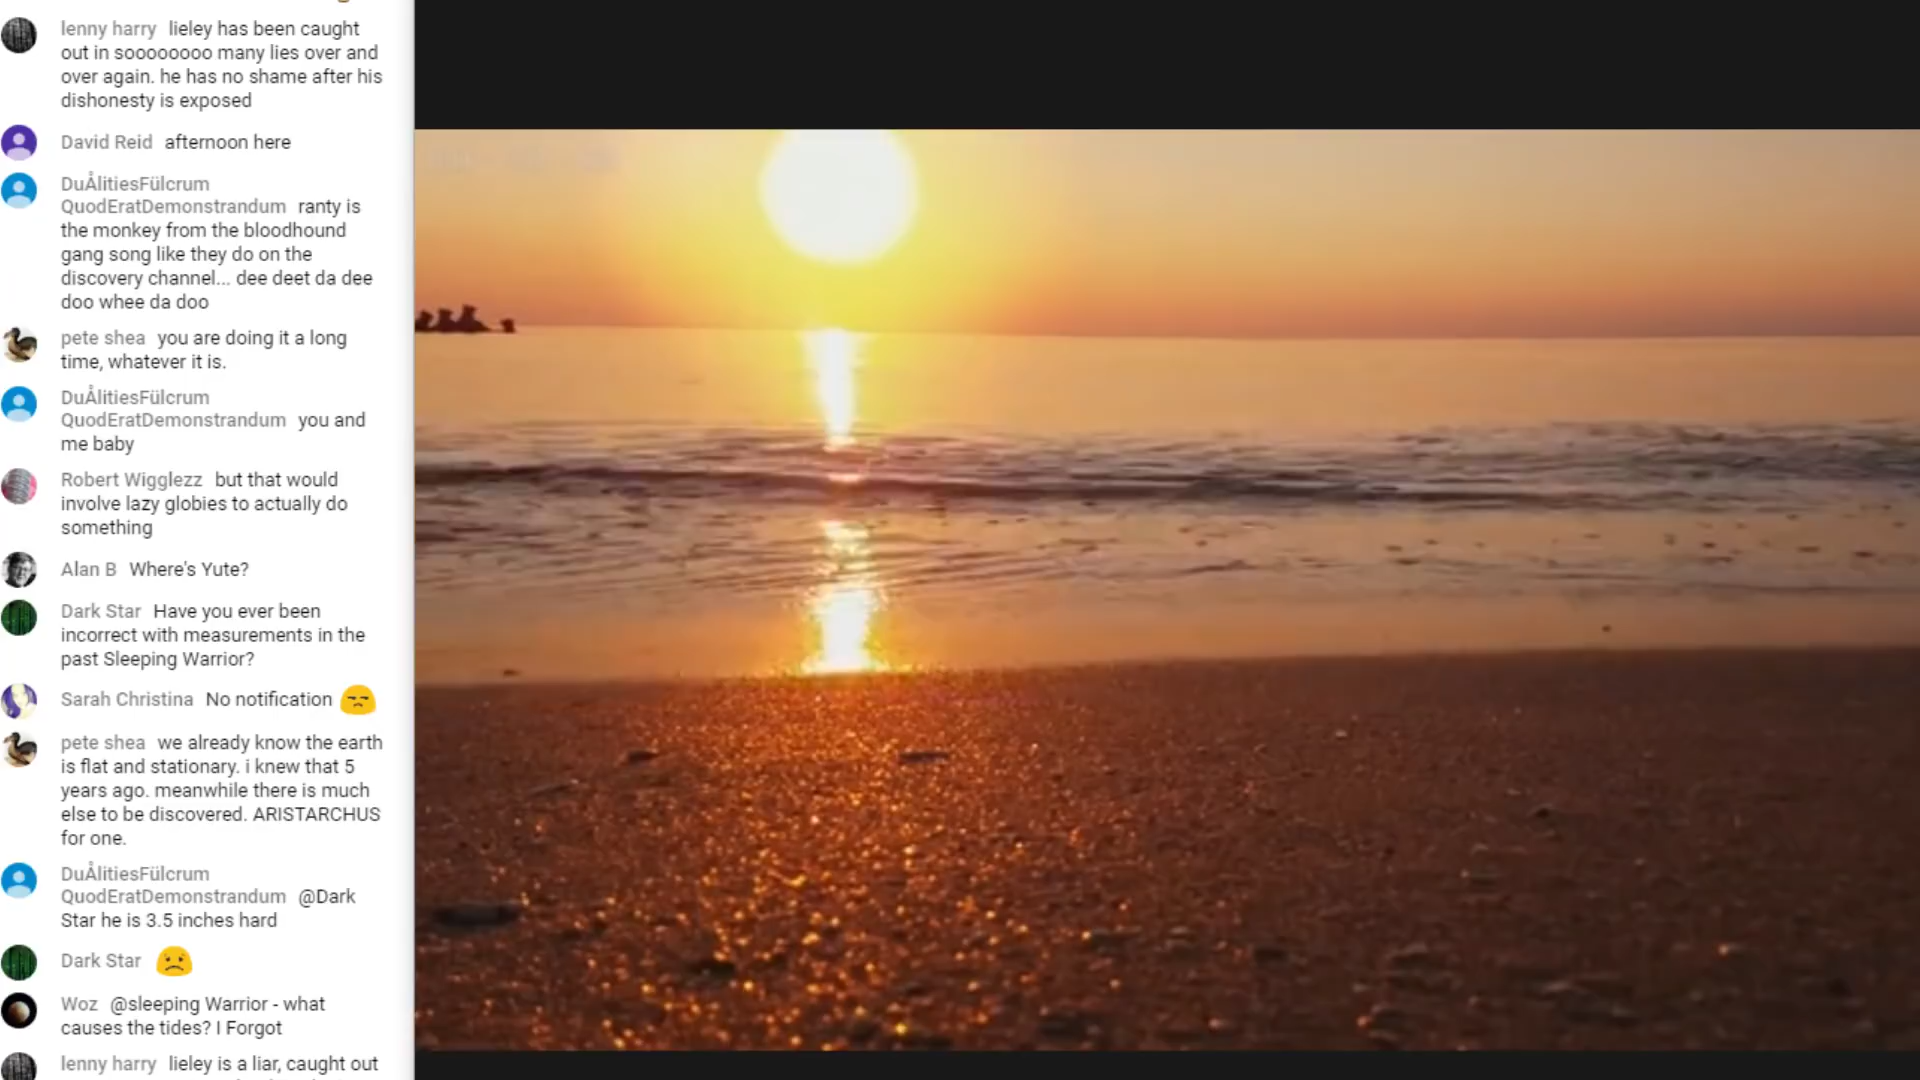 lenny harry lieley has been caught
out in soooooooo many lies over and
over again. he has no shame after his
dishonesty is exposed
David Reid afternoon here
DuÅlitiesFülcrum
QuodEratDemonstrandum ranty is
the monkey from the bloodhound
gang song like they do on the
discovery channel... dee deet da dee
doo whee da doo
pete shea you are doing it a long
time, whatever it is.
DuÅlitiesFülcrum
QuodEratDemonstrandum you and
me baby
Robert Wigglezz but that would
involve lazy globies to actually do
something
Alan B Where's Yute?
Dark Star Have you ever been
incorrect with measurements in the
past Sleeping Warrior?
Sarah Christina No notification
pete shea we already know the earth
is flat and stationary. i knew that 5
years ago. meanwhile there is much
else to be discovered. ARISTARCHUS
for one.
DuÅlitiesFülcrum
QuodEratDemonstrandum @Dark
Star he is 3.5 inches hard
Dark Star
Woz @sleeping Warrior - what
causes the tides? I Forgot
lenny harry lieley is a liar, caught out